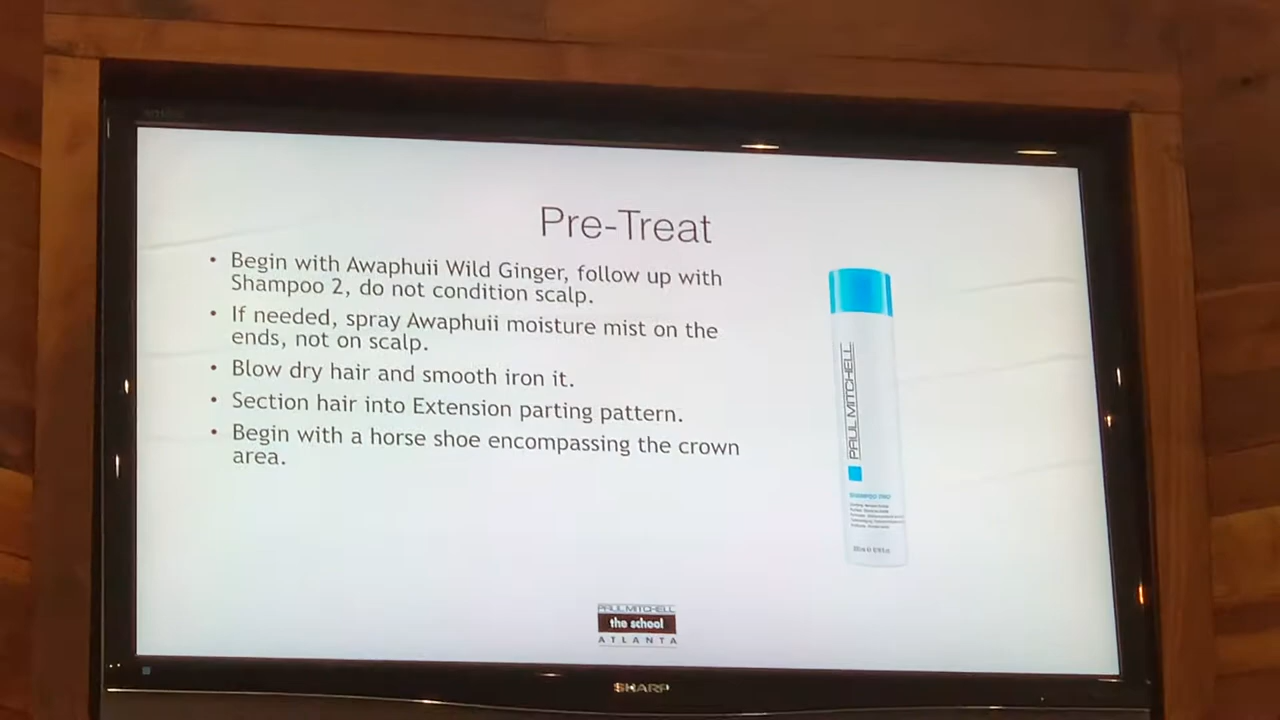 Pre-Treat
• Begin with Awaphuii Wild Ginger, follow up with
Shampoo 2, do not condition scalp.
• If needed, spray Awaphuii moisture mist on the
ends, not on scalp.
• Blow dry hair and smooth iron it.
• Section hair into Extension parting pattern.
• Begin with a horse shoe encompassing the crown
area.
PAUL MITCHELL
SHAMPOO TWO
PAUL MITCHELL
the school
ATLANTA
SHARP